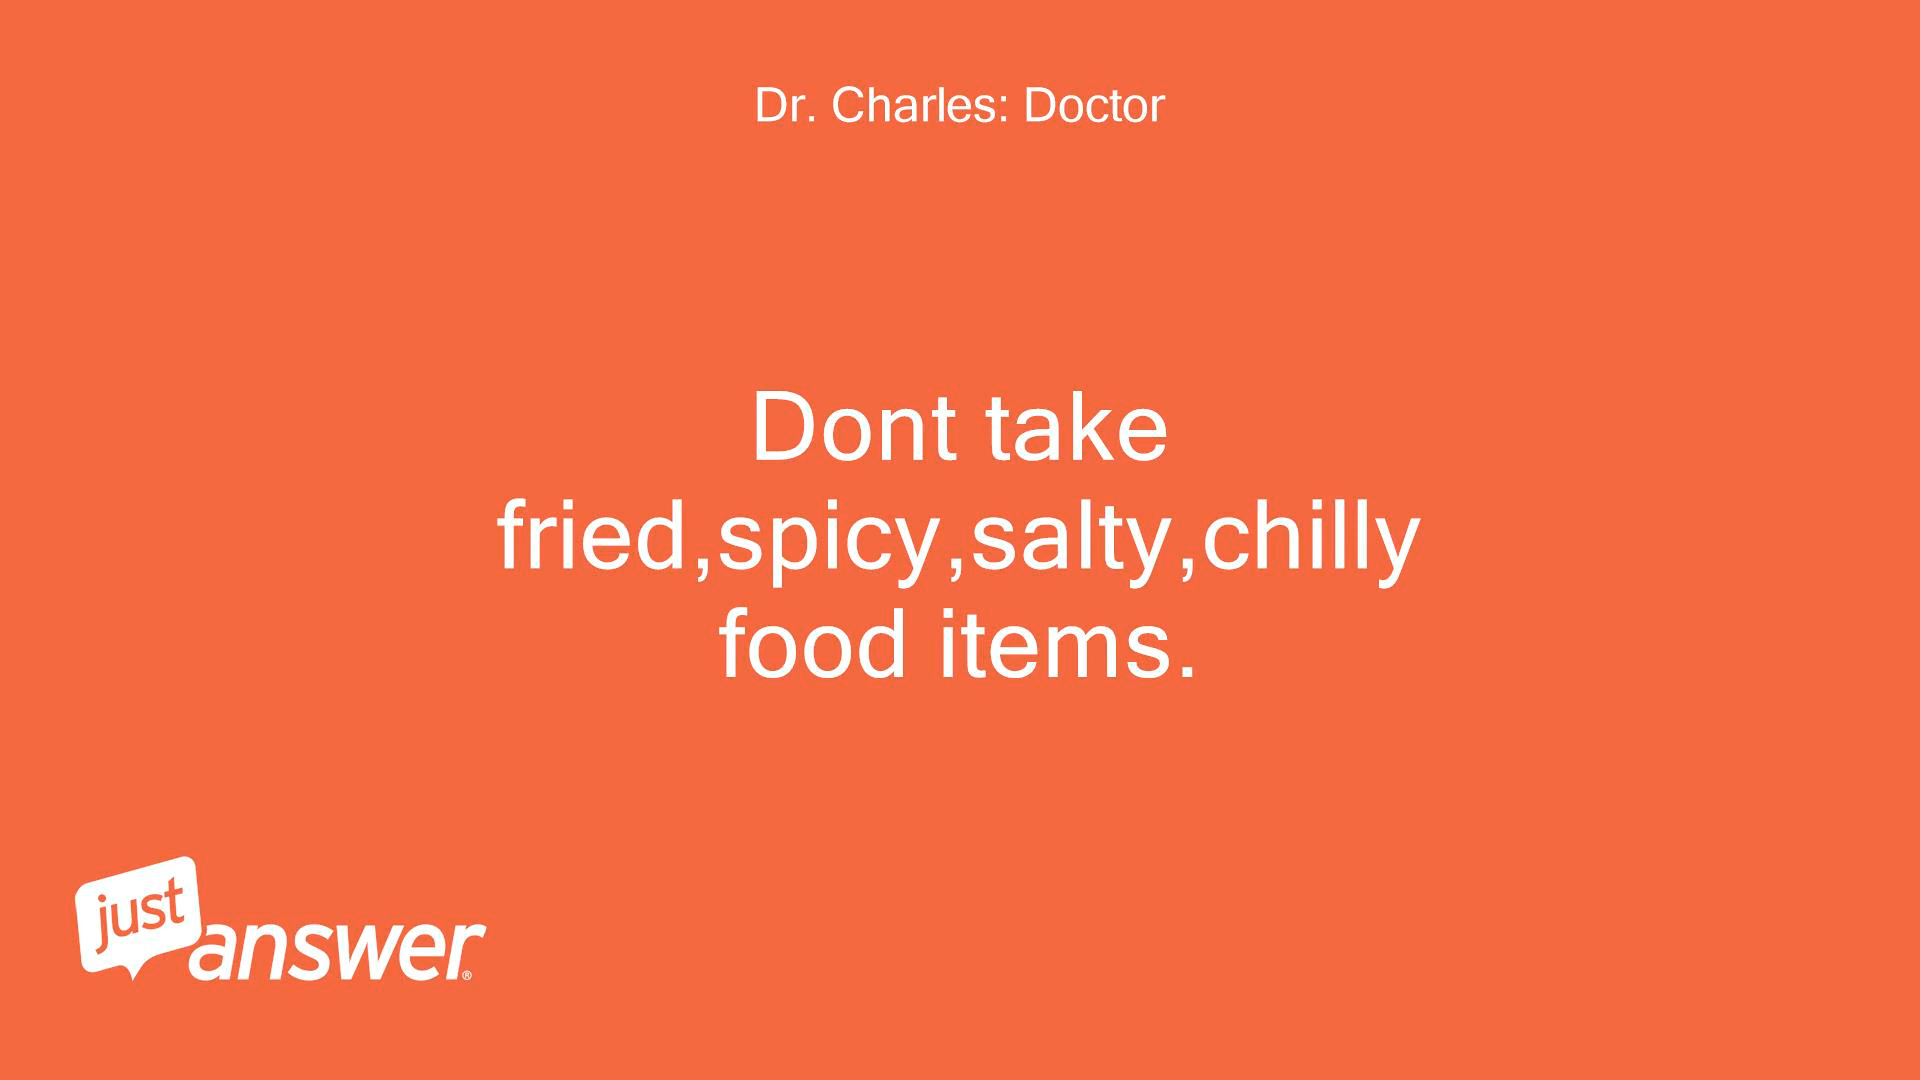 Dr. Charles: Doctor
Dont take
fried,spicy,salty,chilly
food items.
just
answer®